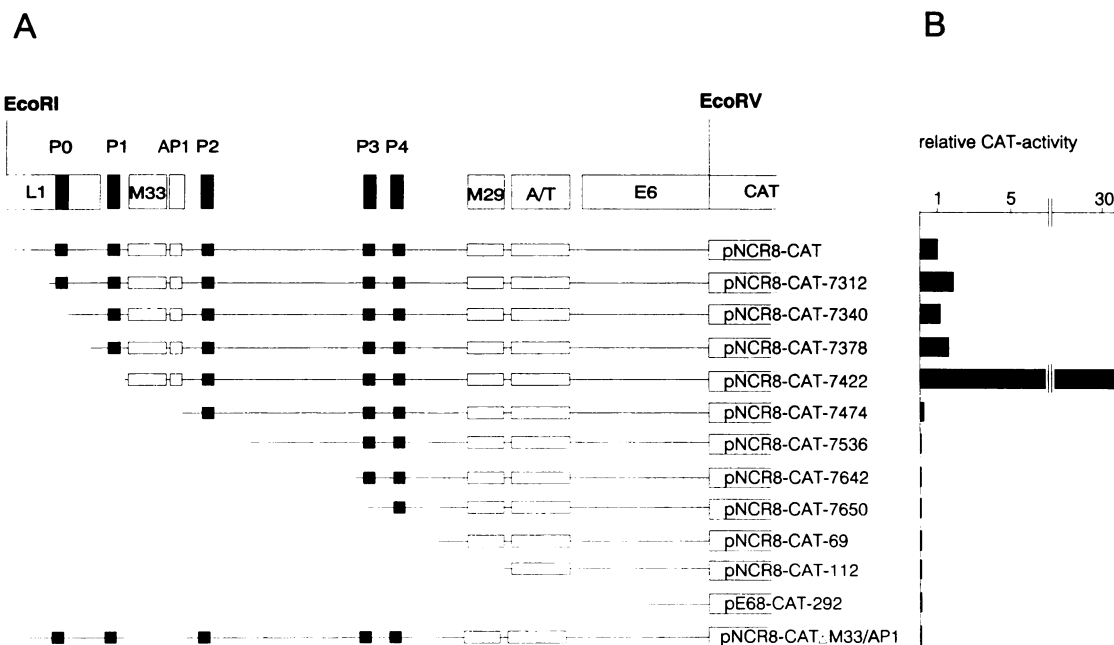 A
B
EcoRI
EcoRV
P0 P1 AP1 P2 P3 P4
relative CAT-activity
L1 M33 M29 A/T E6 CAT
1 5 30
pNCR8-CAT
pNCR8-CAT-7312
pNCR8-CAT-7340
pNCR8-CAT-7378
pNCR8-CAT-7422
pNCR8-CAT-7474
pNCR8-CAT-7536
pNCR8-CAT-7642
pNCR8-CAT-7650
pNCR8-CAT-69
pNCR8-CAT-112
pE68-CAT-292
pNCR8-CAT M33/AP1